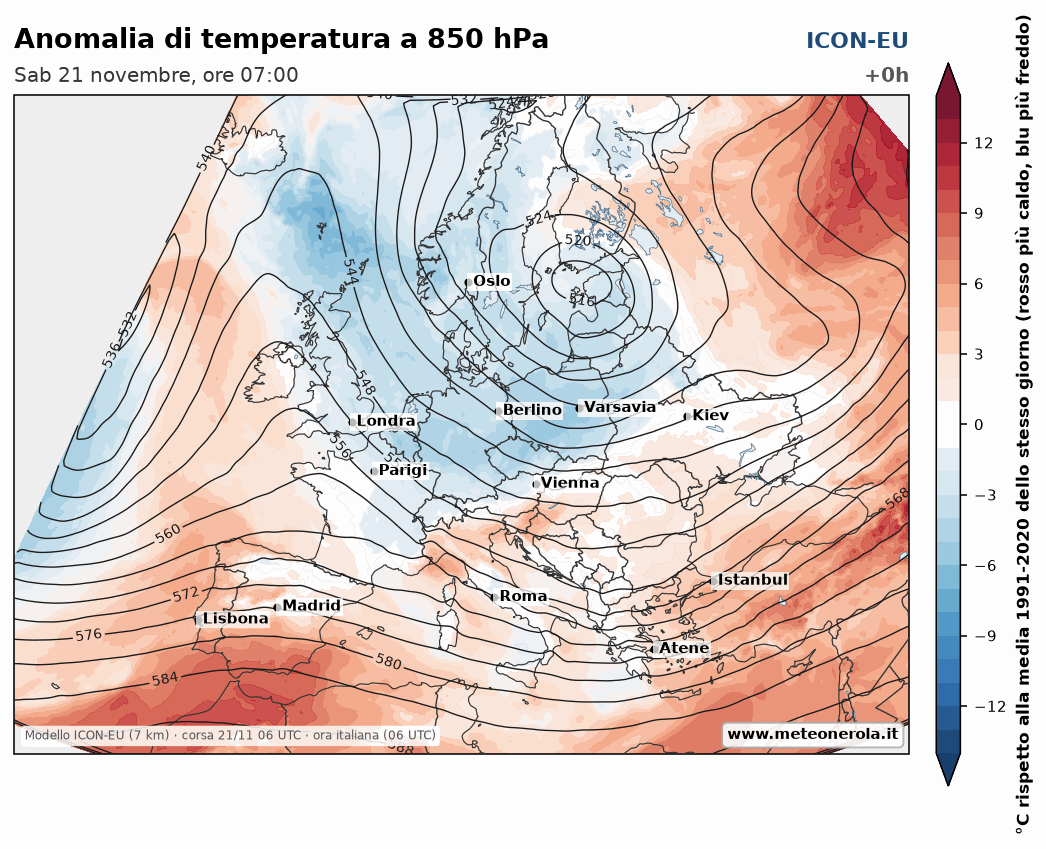 Anomalia di temperatura a 850 hPa
ICON-EU
Sab 21 novembre, ore 07:00
+0h
540
532
524
520
516
544
536
532
548
556
560
568
572
576
580
584
588
Oslo
Berlino
Varsavia
Kiev
Londra
Parigi
Vienna
Istanbul
Roma
Madrid
Lisbona
Atene
Modello ICON-EU (7 km) · corsa 21/11 06 UTC · ora italiana (06 UTC)
www.meteonerola.it
12
9
6
3
0
−3
−6
−9
−12
°C rispetto alla media 1991-2020 dello stesso giorno (rosso più caldo, blu più freddo)